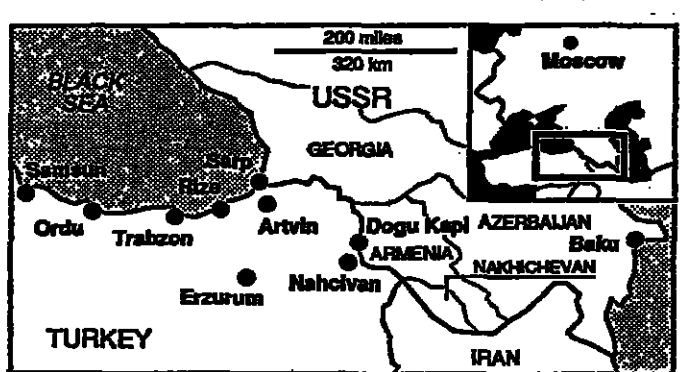 200 miles
320 km
Moscow
BLACK
SEA
USSR
GEORGIA
Samsun
Sarp
Rize
Ordu
Trabzon
Artvin
Dogu Kapi
AZERBAIJAN
ARMENIA
Baku
NAKHICHEVAN
Nahcivan
Erzurum
TURKEY
IRAN